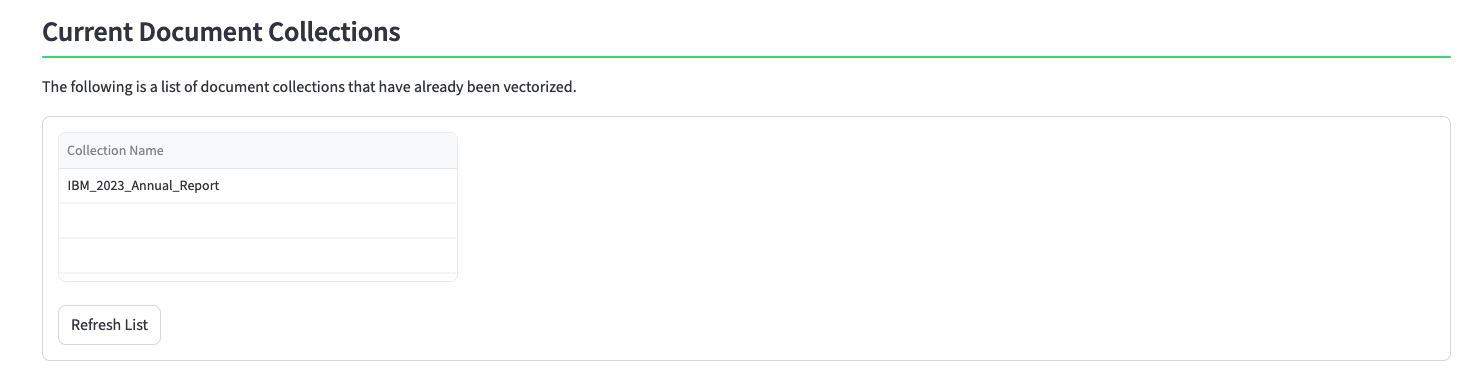 Current Document Collections
The following is a list of document collections that have already been vectorized.
Collection Name
IBM_2023_Annual_Report
Refresh List